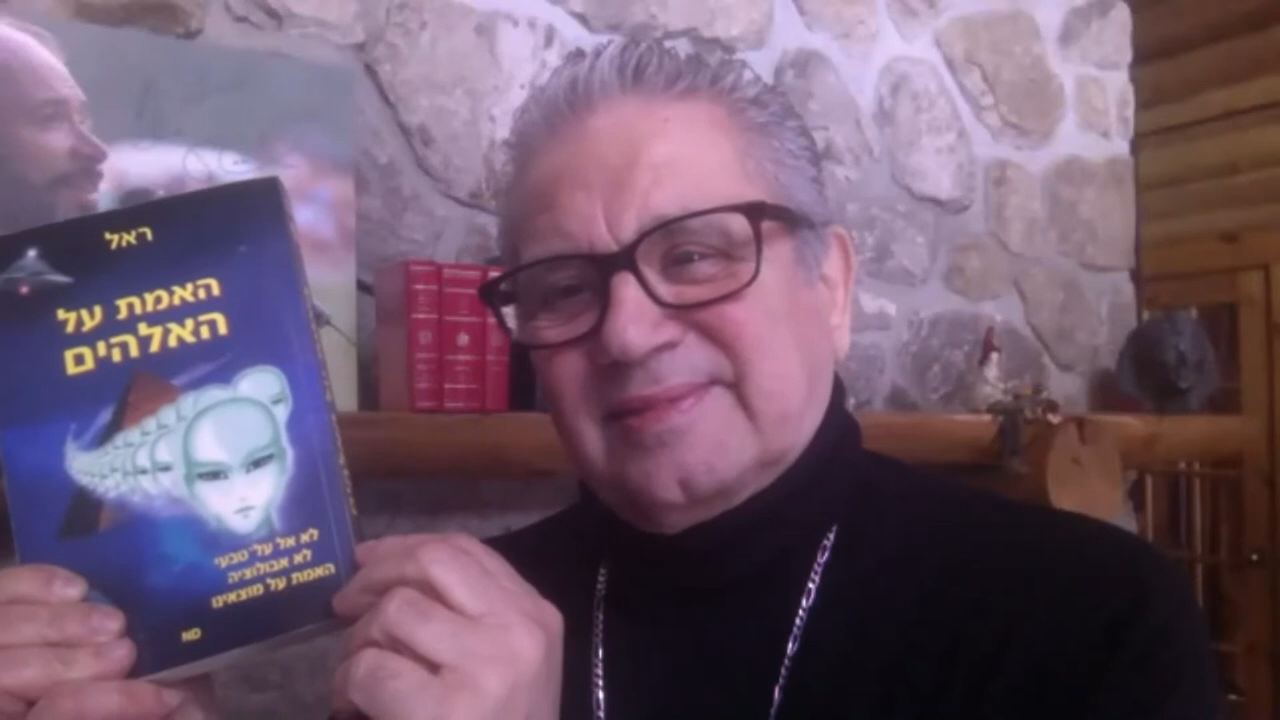 ראל
האמת על
האלהים
לא אל על־טבעי
לא אבולוציה
האמת על מוצאינו
ND